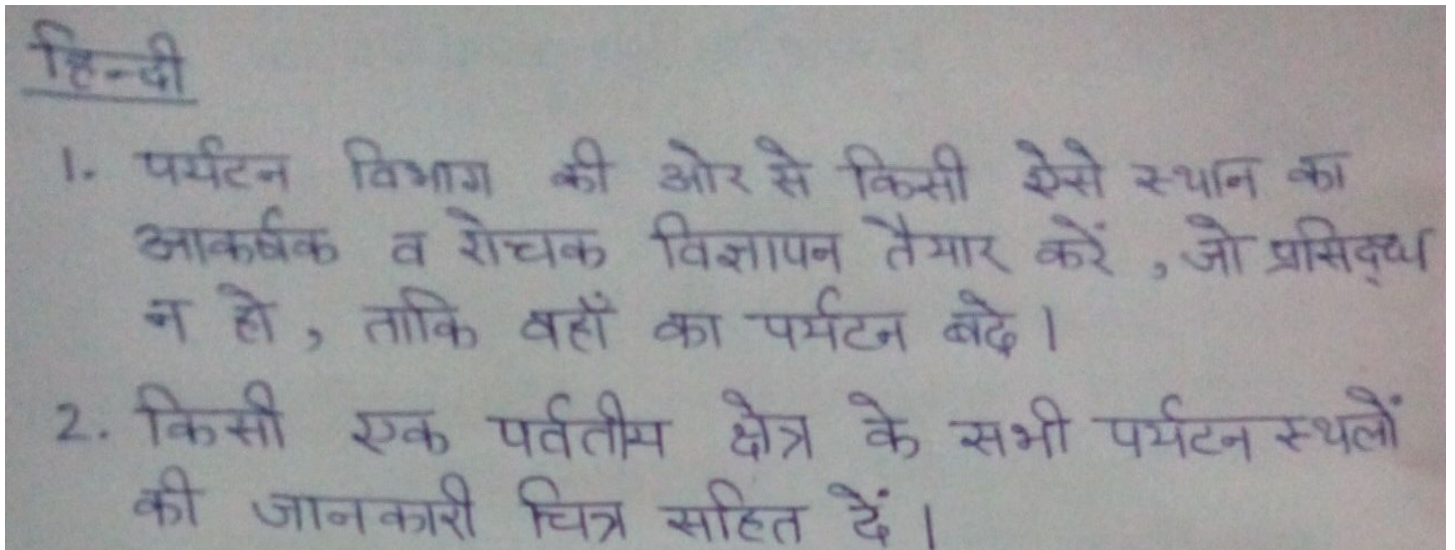 हिन्दी
1. पर्यटन विभाग की ओर से किसी ऐसे स्थान का
आकर्षक व रोचक विज्ञापन तैयार करें , जो प्रसिद्ध
न हो , ताकि वहाँ का पर्यटन बढे ।
2. किसी एक पर्वतीय क्षेत्र के सभी पर्यटन स्थलों
की जानकारी चित्र सहित दें ।